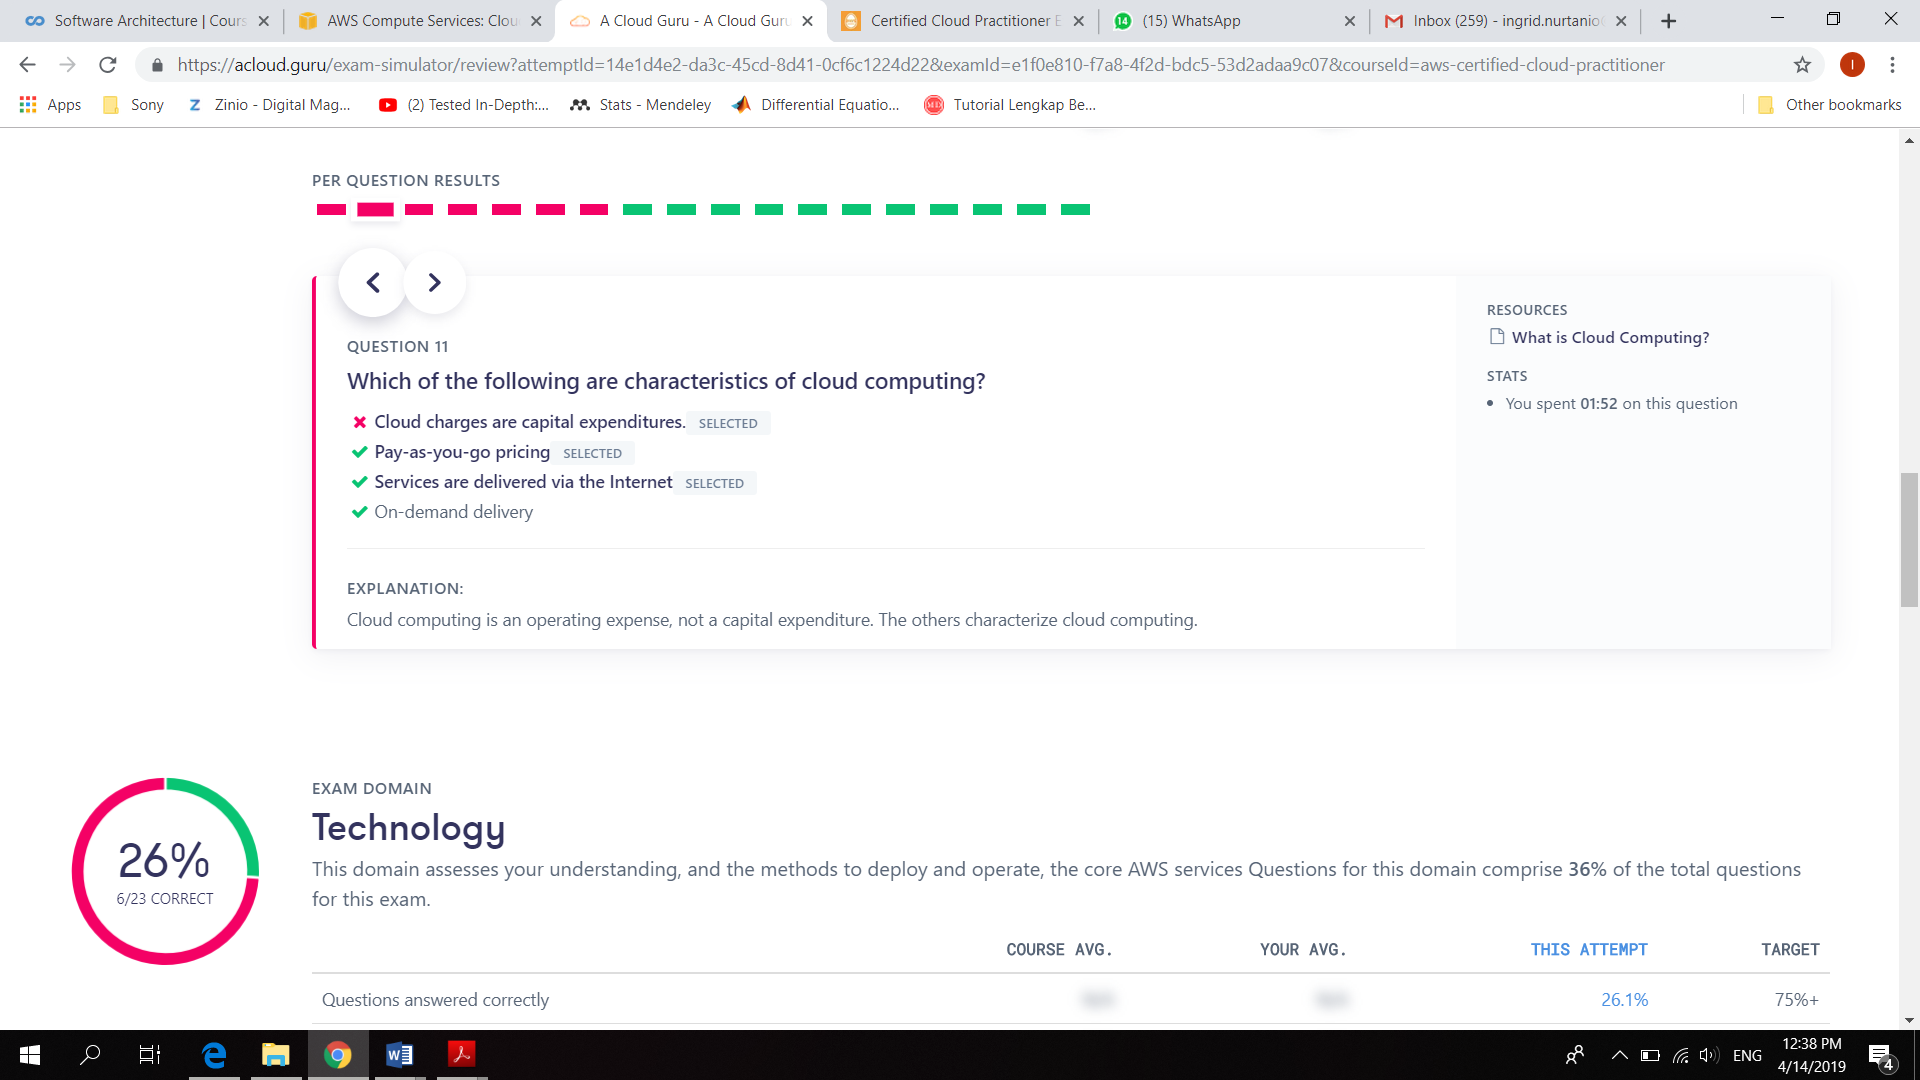 Software Architecture | Cours
AWS Compute Services: Clou
A Cloud Guru - A Cloud Guru
Certified Cloud Practitioner E
14
(15) WhatsApp
Inbox (259) - ingrid.nurtanio
https://acloud.guru/exam-simulator/review?attemptId=14e1d4e2-da3c-45cd-8d41-0cf6c1224d22&examId=e1f0e810-f7a8-4f2d-bdc5-53d2adaa9c07&courseId=aws-certified-cloud-practitioner
I
Apps
Sony
Z
Zinio - Digital Mag...
(2) Tested In-Depth:...
Stats - Mendeley
Differential Equatio...
Tutorial Lengkap Be...
Other bookmarks
PER QUESTION RESULTS
QUESTION 11
Which of the following are characteristics of cloud computing?
Cloud charges are capital expenditures. SELECTED
Pay-as-you-go pricing SELECTED
Services are delivered via the Internet SELECTED
On-demand delivery
EXPLANATION:
Cloud computing is an operating expense, not a capital expenditure. The others characterize cloud computing.
RESOURCES
What is Cloud Computing?
STATS
You spent 01:52 on this question
26%
6/23 CORRECT
EXAM DOMAIN
Technology
This domain assesses your understanding, and the methods to deploy and operate, the core AWS services Questions for this domain comprise 36% of the total questions
for this exam.
COURSE AVG. YOUR AVG. THIS ATTEMPT TARGET
Questions answered correctly 26.1% 75%+
ENG
12:38 PM
4/14/2019
4